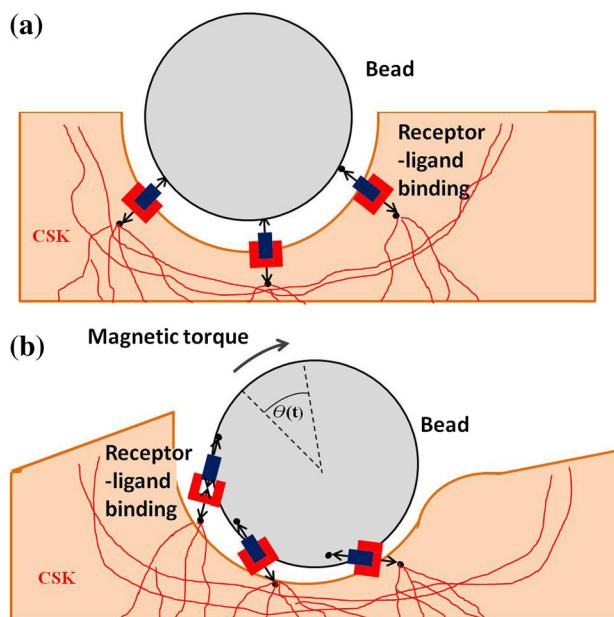 (a)
Bead
Receptor
-ligand
binding
CSK
(b)
Magnetic torque
θ(t)
Bead
Receptor
-ligand
binding
CSK